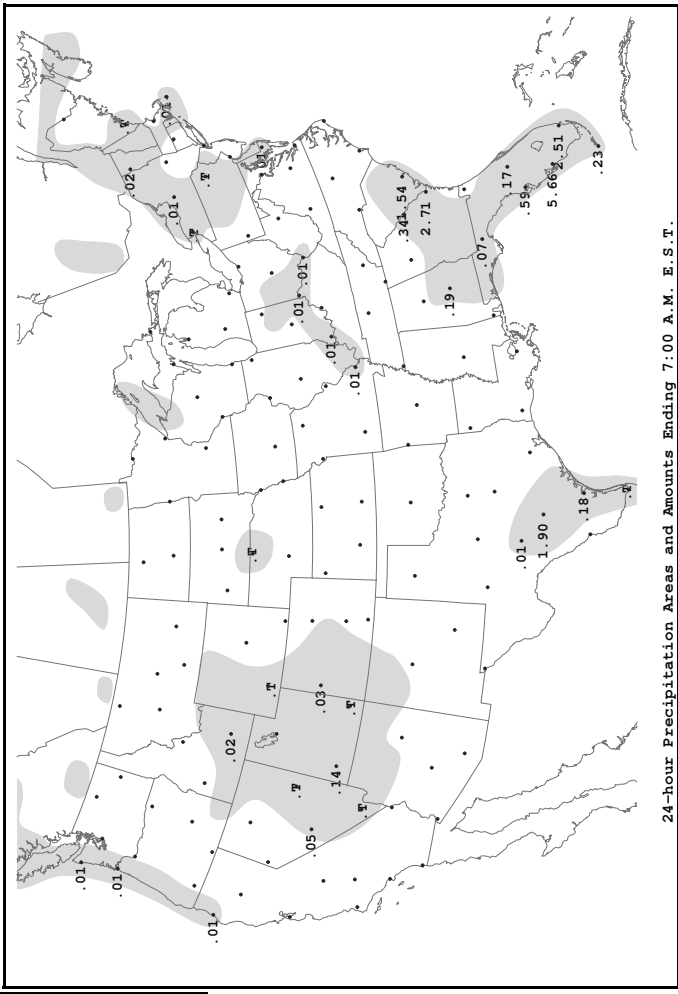 24-hour Precipitation Areas and Amounts Ending 7:00 A.M. E.S.T.
.01
.01
.01
.05
T
.14
T
.02
T
.03
T
T
.01
1.90
.18
T
.01
.01
.01
.01
.19
.07
.54
2.71
.17
.59
5.66
.23
T
.01
.02
T
T